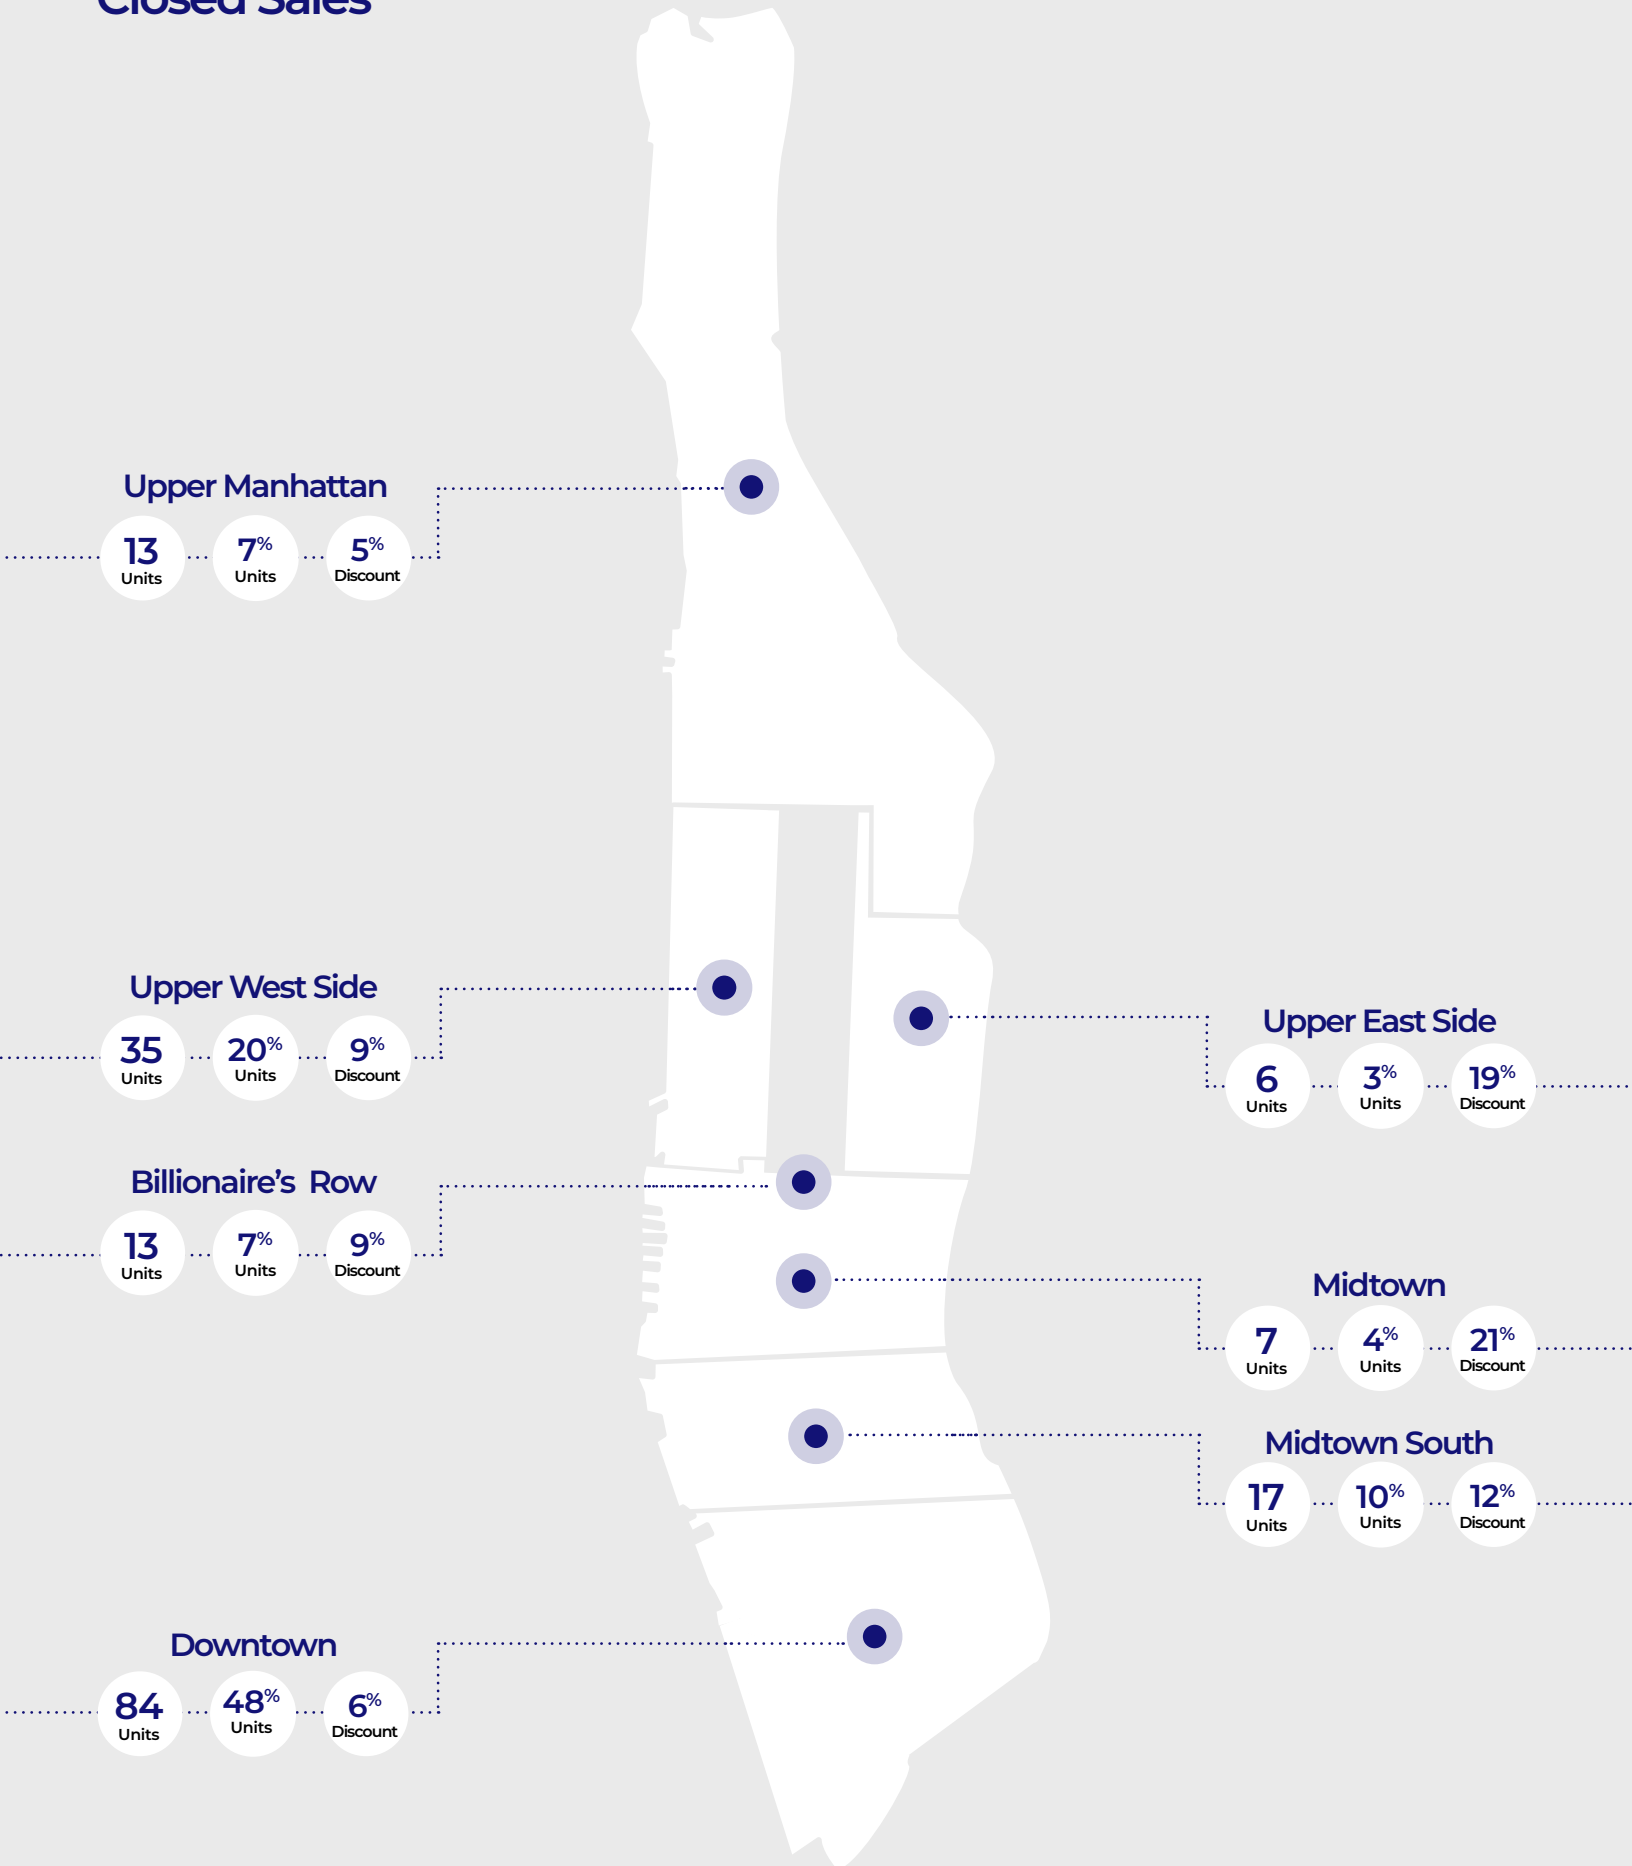 Closed Sales
Upper Manhattan
13 Units
7% Units
5% Discount
Upper West Side
35 Units
20% Units
9% Discount
Upper East Side
6 Units
3% Units
19% Discount
Billionaire’s Row
13 Units
7% Units
9% Discount
Midtown
7 Units
4% Units
21% Discount
Midtown South
17 Units
10% Units
12% Discount
Downtown
84 Units
48% Units
6% Discount